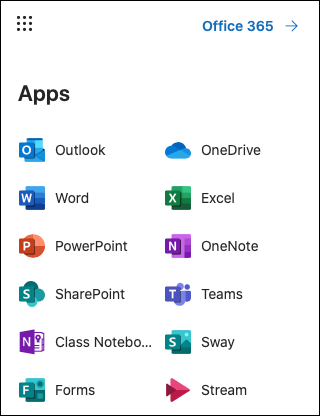 Office 365 →
Apps
Outlook
OneDrive
Word
Excel
PowerPoint
OneNote
SharePoint
Teams
Class Notebo...
Sway
Forms
Stream